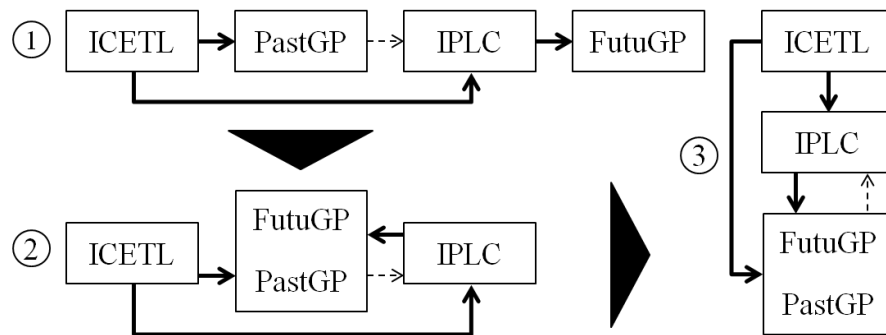 ① ICETL PastGP IPLC FutuGP
② ICETL FutuGP PastGP IPLC
③ ICETL
IPLC
FutuGP
PastGP